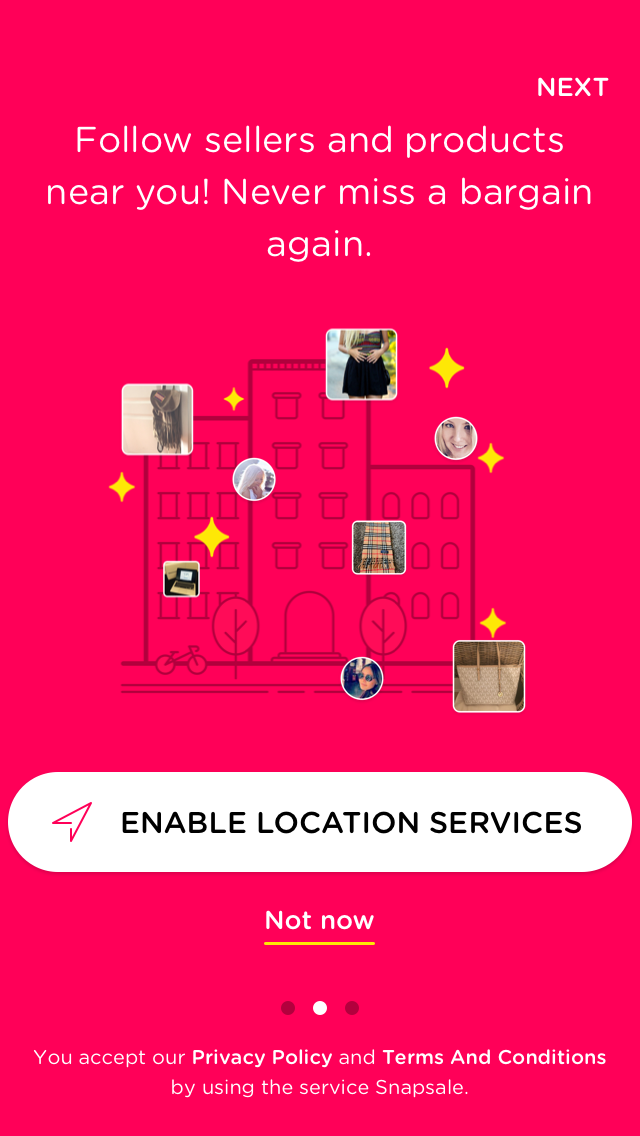 NEXT
Follow sellers and products
near you! Never miss a bargain
again.
ENABLE LOCATION SERVICES
Not now
You accept our Privacy Policy and Terms And Conditions
by using the service Snapsale.